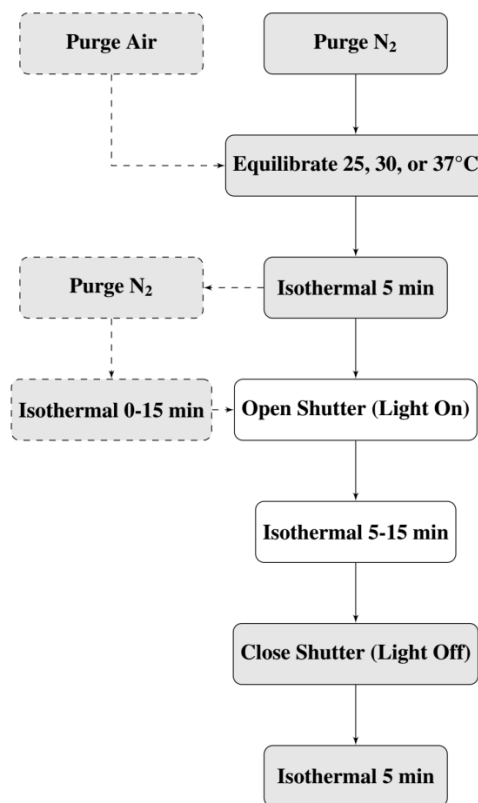 Purge Air
Purge N₂
Equilibrate 25, 30, or 37°C
Purge N₂
Isothermal 5 min
Isothermal 0-15 min
Open Shutter (Light On)
Isothermal 5-15 min
Close Shutter (Light Off)
Isothermal 5 min